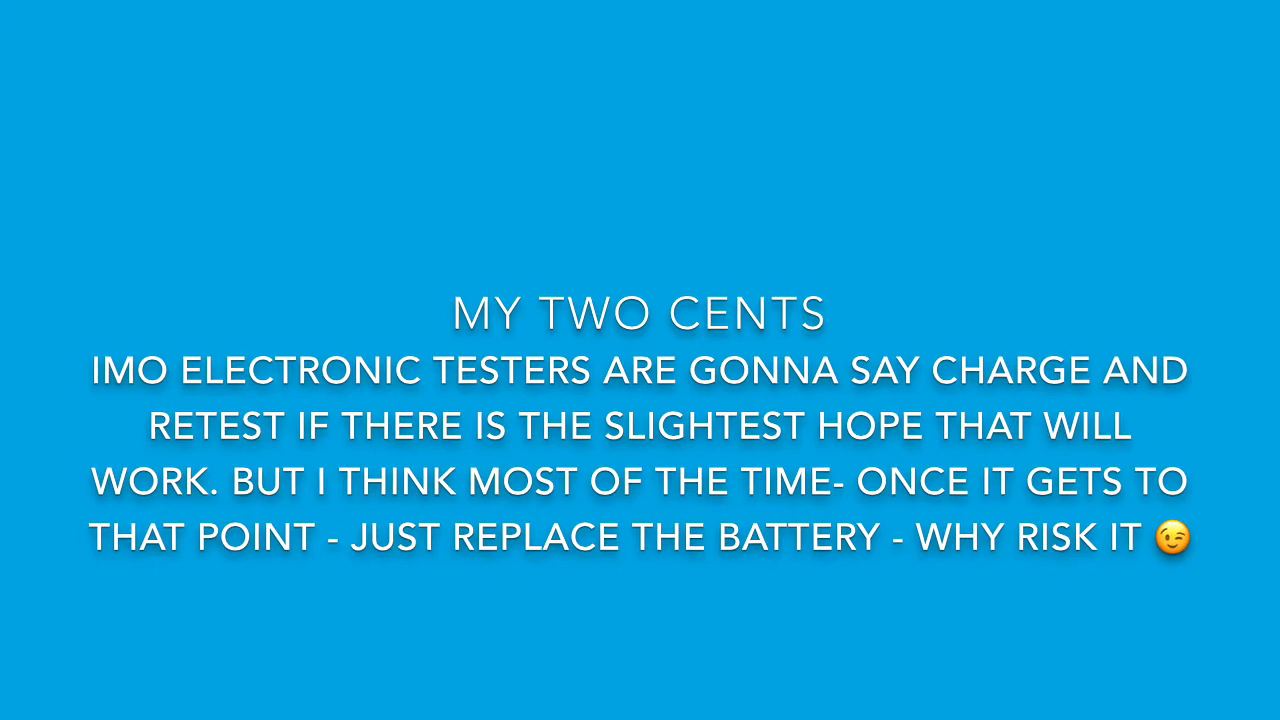 MY TWO CENTS
IMO ELECTRONIC TESTERS ARE GONNA SAY CHARGE AND
RETEST IF THERE IS THE SLIGHTEST HOPE THAT WILL
WORK. BUT I THINK MOST OF THE TIME- ONCE IT GETS TO
THAT POINT - JUST REPLACE THE BATTERY - WHY RISK IT 😉